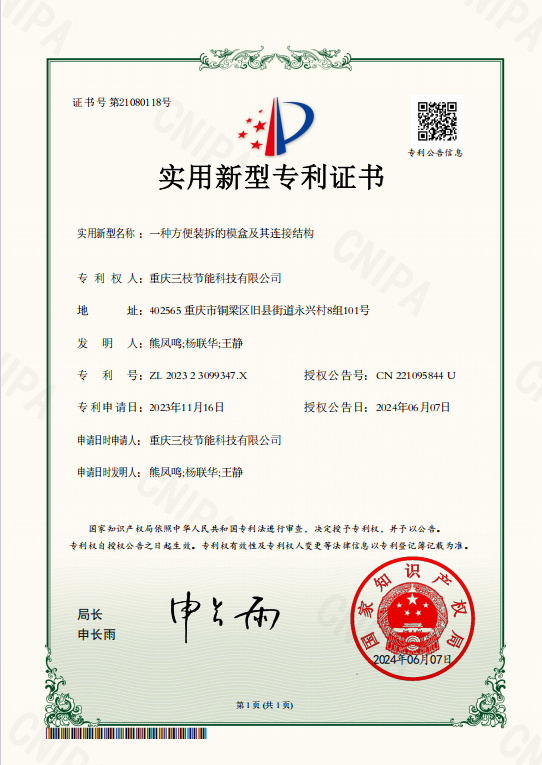 证书号第21080118号
专利公告信息
实用新型专利证书
实用新型名称：一种方便装拆的模盒及其连接结构
专利权人：重庆三枝节能科技有限公司
地址：402565 重庆市铜梁区旧县街道永兴村8组101号
发明人：熊凤鸣;杨联华;王静
专利号：ZL 2023 2 3099347.X
授权公告号：CN 221095844 U
专利申请日：2023年11月16日
授权公告日：2024年06月07日
申请日时申请人：重庆三枝节能科技有限公司
申请日时发明人：熊凤鸣;杨联华;王静
国家知识产权局依照中华人民共和国专利法进行审查，决定授予专利权，并予以公告。
专利权自授权公告之日起生效。专利权有效性及专利权人变更等法律信息以专利登记簿记载为准。
局长
申长雨
申长雨
国家知识产权局
2024年06月07日
第1页 (共1页)
CNIPA
CNIPA
CNIPA
CNIPA
CNIPA
CNIPA
CNIPA